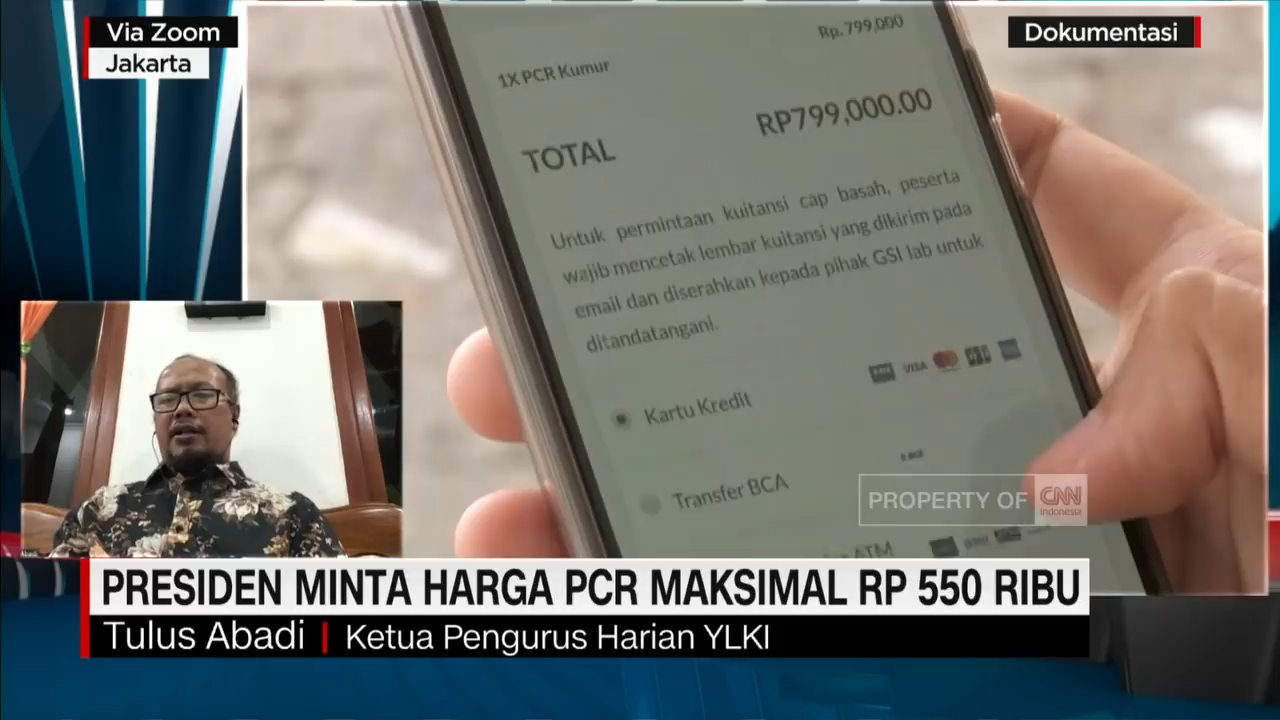 Via Zoom
Jakarta
Dokumentasi
Rp. 799,000
1X PCR Kumur
TOTAL
RP799,000.00
Untuk permintaan kuitansi cap basah, peserta
wajib mencetak lembar kuitansi yang dikirim pada
email dan diserahkan kepada pihak GSI lab untuk
ditandatangani.
VISA
Kartu Kredit
Transfer BCA
ATM
PROPERTY OF CNN
Indonesia
PRESIDEN MINTA HARGA PCR MAKSIMAL RP 550 RIBU
Tulus Abadi | Ketua Pengurus Harian YLKI